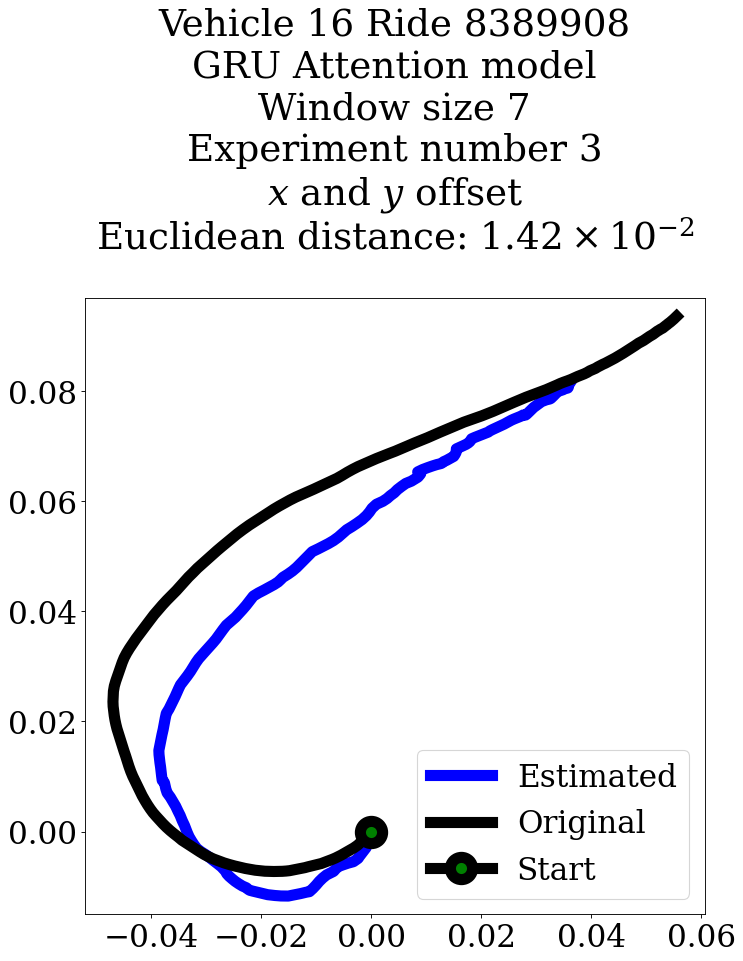 Vehicle 16 Ride 8389908
GRU Attention model
Window size 7
Experiment number 3
x and y offset
Euclidean distance: 1.42 × 10⁻²
0.08
0.06
0.04
0.02
0.00
Estimated
Original
Start
−0.04 −0.02 0.00 0.02 0.04 0.06